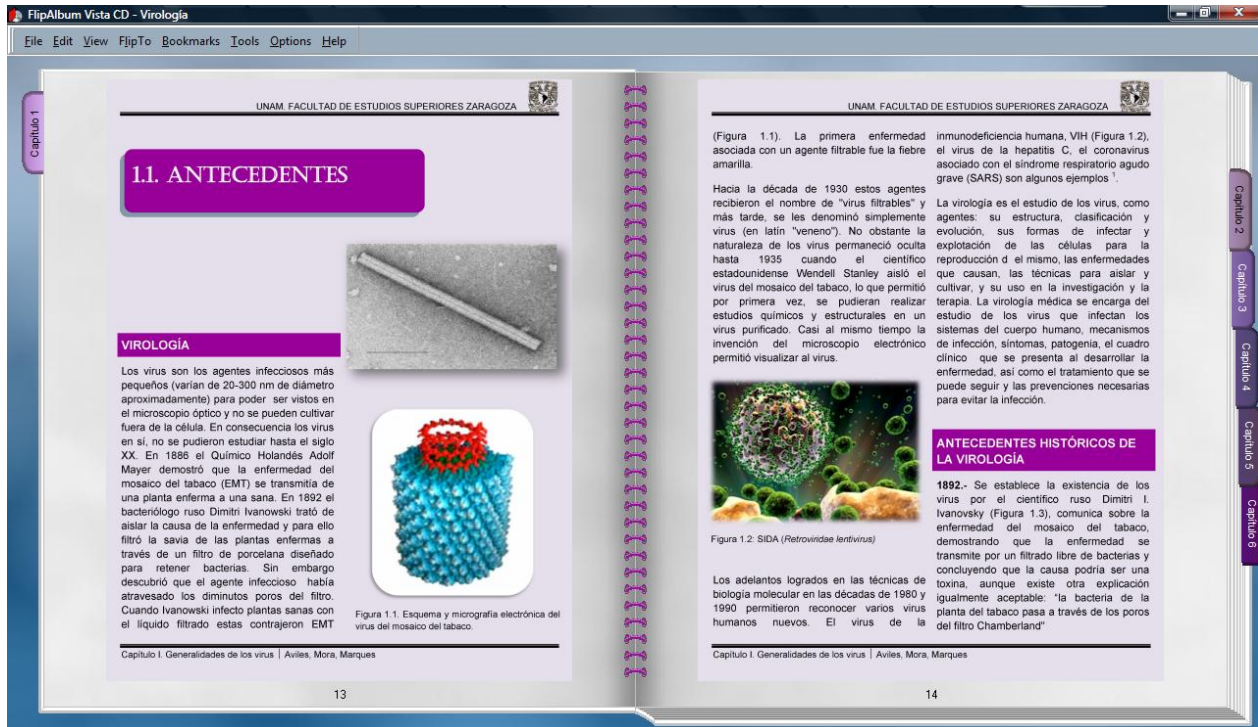 FlipAlbum Vista CD - Virología
File Edit View FlipTo Bookmarks Tools Options Help
Capítulo 1
UNAM. FACULTAD DE ESTUDIOS SUPERIORES ZARAGOZA
1.1. ANTECEDENTES
VIROLOGÍA
Los virus son los agentes infecciosos más
pequeños (varían de 20-300 nm de diámetro
aproximadamente) para poder ser vistos en
el microscopio óptico y no se pueden cultivar
fuera de la célula. En consecuencia los virus
en sí, no se pudieron estudiar hasta el siglo
XX. En 1886 el Químico Holandés Adolf
Mayer demostró que la enfermedad del
mosaico del tabaco (EMT) se transmitía de
una planta enferma a una sana. En 1892 el
bacteriólogo ruso Dimitri Ivanowski trató de
aislar la causa de la enfermedad y para ello
filtró la savia de las plantas enfermas a
través de un filtro de porcelana diseñado
para retener bacterias. Sin embargo
descubrió que el agente infeccioso había
atravesado los diminutos poros del filtro.
Cuando Ivanowski infecto plantas sanas con
el líquido filtrado estas contrajeron EMT
Figura 1.1. Esquema y micrografía electrónica del
virus del mosaico del tabaco.
Capítulo I. Generalidades de los virus | Aviles, Mora, Marques
13
UNAM. FACULTAD DE ESTUDIOS SUPERIORES ZARAGOZA
(Figura 1.1). La primera enfermedad
asociada con un agente filtrable fue la fiebre
amarilla.
Hacia la década de 1930 estos agentes
recibieron el nombre de "virus filtrables" y
más tarde, se les denominó simplemente
virus (en latín "veneno"). No obstante la
naturaleza de los virus permaneció oculta
hasta 1935 cuando el científico
estadounidense Wendell Stanley aisló el
virus del mosaico del tabaco, lo que permitió
por primera vez, se pudieran realizar
estudios químicos y estructurales en un
virus purificado. Casi al mismo tiempo la
invención del microscopio electrónico
permitió visualizar al virus.
Figura 1.2: SIDA (Retroviridae lentivirus)
Los adelantos logrados en las técnicas de
biología molecular en las décadas de 1980 y
1990 permitieron reconocer varios virus
humanos nuevos. El virus de la
inmunodeficiencia humana, VIH (Figura 1.2),
el virus de la hepatitis C, el coronavirus
asociado con el síndrome respiratorio agudo
grave (SARS) son algunos ejemplos 1.
La virología es el estudio de los virus, como
agentes: su estructura, clasificación y
evolución, sus formas de infectar y
explotación de las células para la
reproducción d el mismo, las enfermedades
que causan, las técnicas para aislar y
cultivar, y su uso en la investigación y la
terapia. La virología médica se encarga del
estudio de los virus que infectan los
sistemas del cuerpo humano, mecanismos
de infección, síntomas, patogenia, el cuadro
clínico que se presenta al desarrollar la
enfermedad, así como el tratamiento que se
puede seguir y las prevenciones necesarias
para evitar la infección.
ANTECEDENTES HISTÓRICOS DE
LA VIROLOGÍA
1892.- Se establece la existencia de los
virus por el científico ruso Dimitri I.
Ivanovsky (Figura 1.3), comunica sobre la
enfermedad del mosaico del tabaco,
demostrando que la enfermedad se
transmite por un filtrado libre de bacterias y
concluyendo que la causa podría ser una
toxina, aunque existe otra explicación
igualmente aceptable: "la bacteria de la
planta del tabaco pasa a través de los poros
del filtro Chamberland"
Capítulo I. Generalidades de los virus | Aviles, Mora, Marques
14
Capítulo 2
Capítulo 3
Capítulo 4
Capítulo 5
Capítulo 6